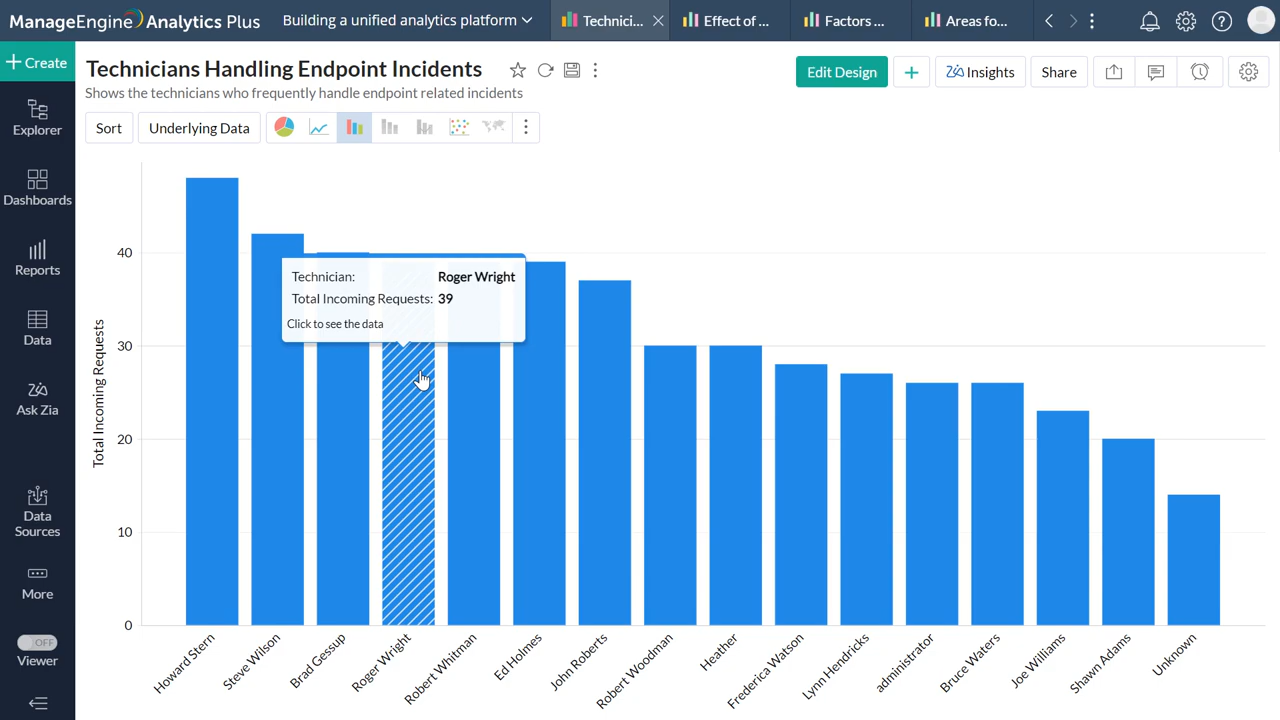 ManageEngine Analytics Plus
Building a unified analytics platform
Technici...
Effect of ...
Factors ...
Areas fo...
Create
Technicians Handling Endpoint Incidents
Shows the technicians who frequently handle endpoint related incidents
Edit Design
Insights
Share
Sort
Underlying Data
Explorer
Dashboards
Reports
Data
Ask Zia
Data
Sources
More
OFF
Viewer
Total Incoming Requests
40
30
20
10
0
Technician: Roger Wright
Total Incoming Requests: 39
Click to see the data
Howard Stern
Steve Wilson
Brad Gessup
Roger Wright
Robert Whitman
Ed Holmes
John Roberts
Robert Woodman
Heather
Frederica Watson
Lynn Hendricks
administrator
Bruce Waters
Joe Williams
Shawn Adams
Unknown